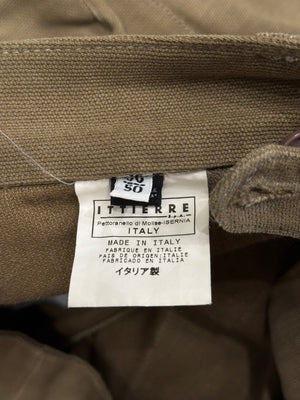 36
50
ITTIERRE
S.p.A.
Pettoranello di Molise-ISERNIA
ITALY
MADE IN ITALY
FABRIQUE EN ITALIE
PAIS DE ORIGEN:ITALIE
FABRICADO EN ITALIA
イタリア製